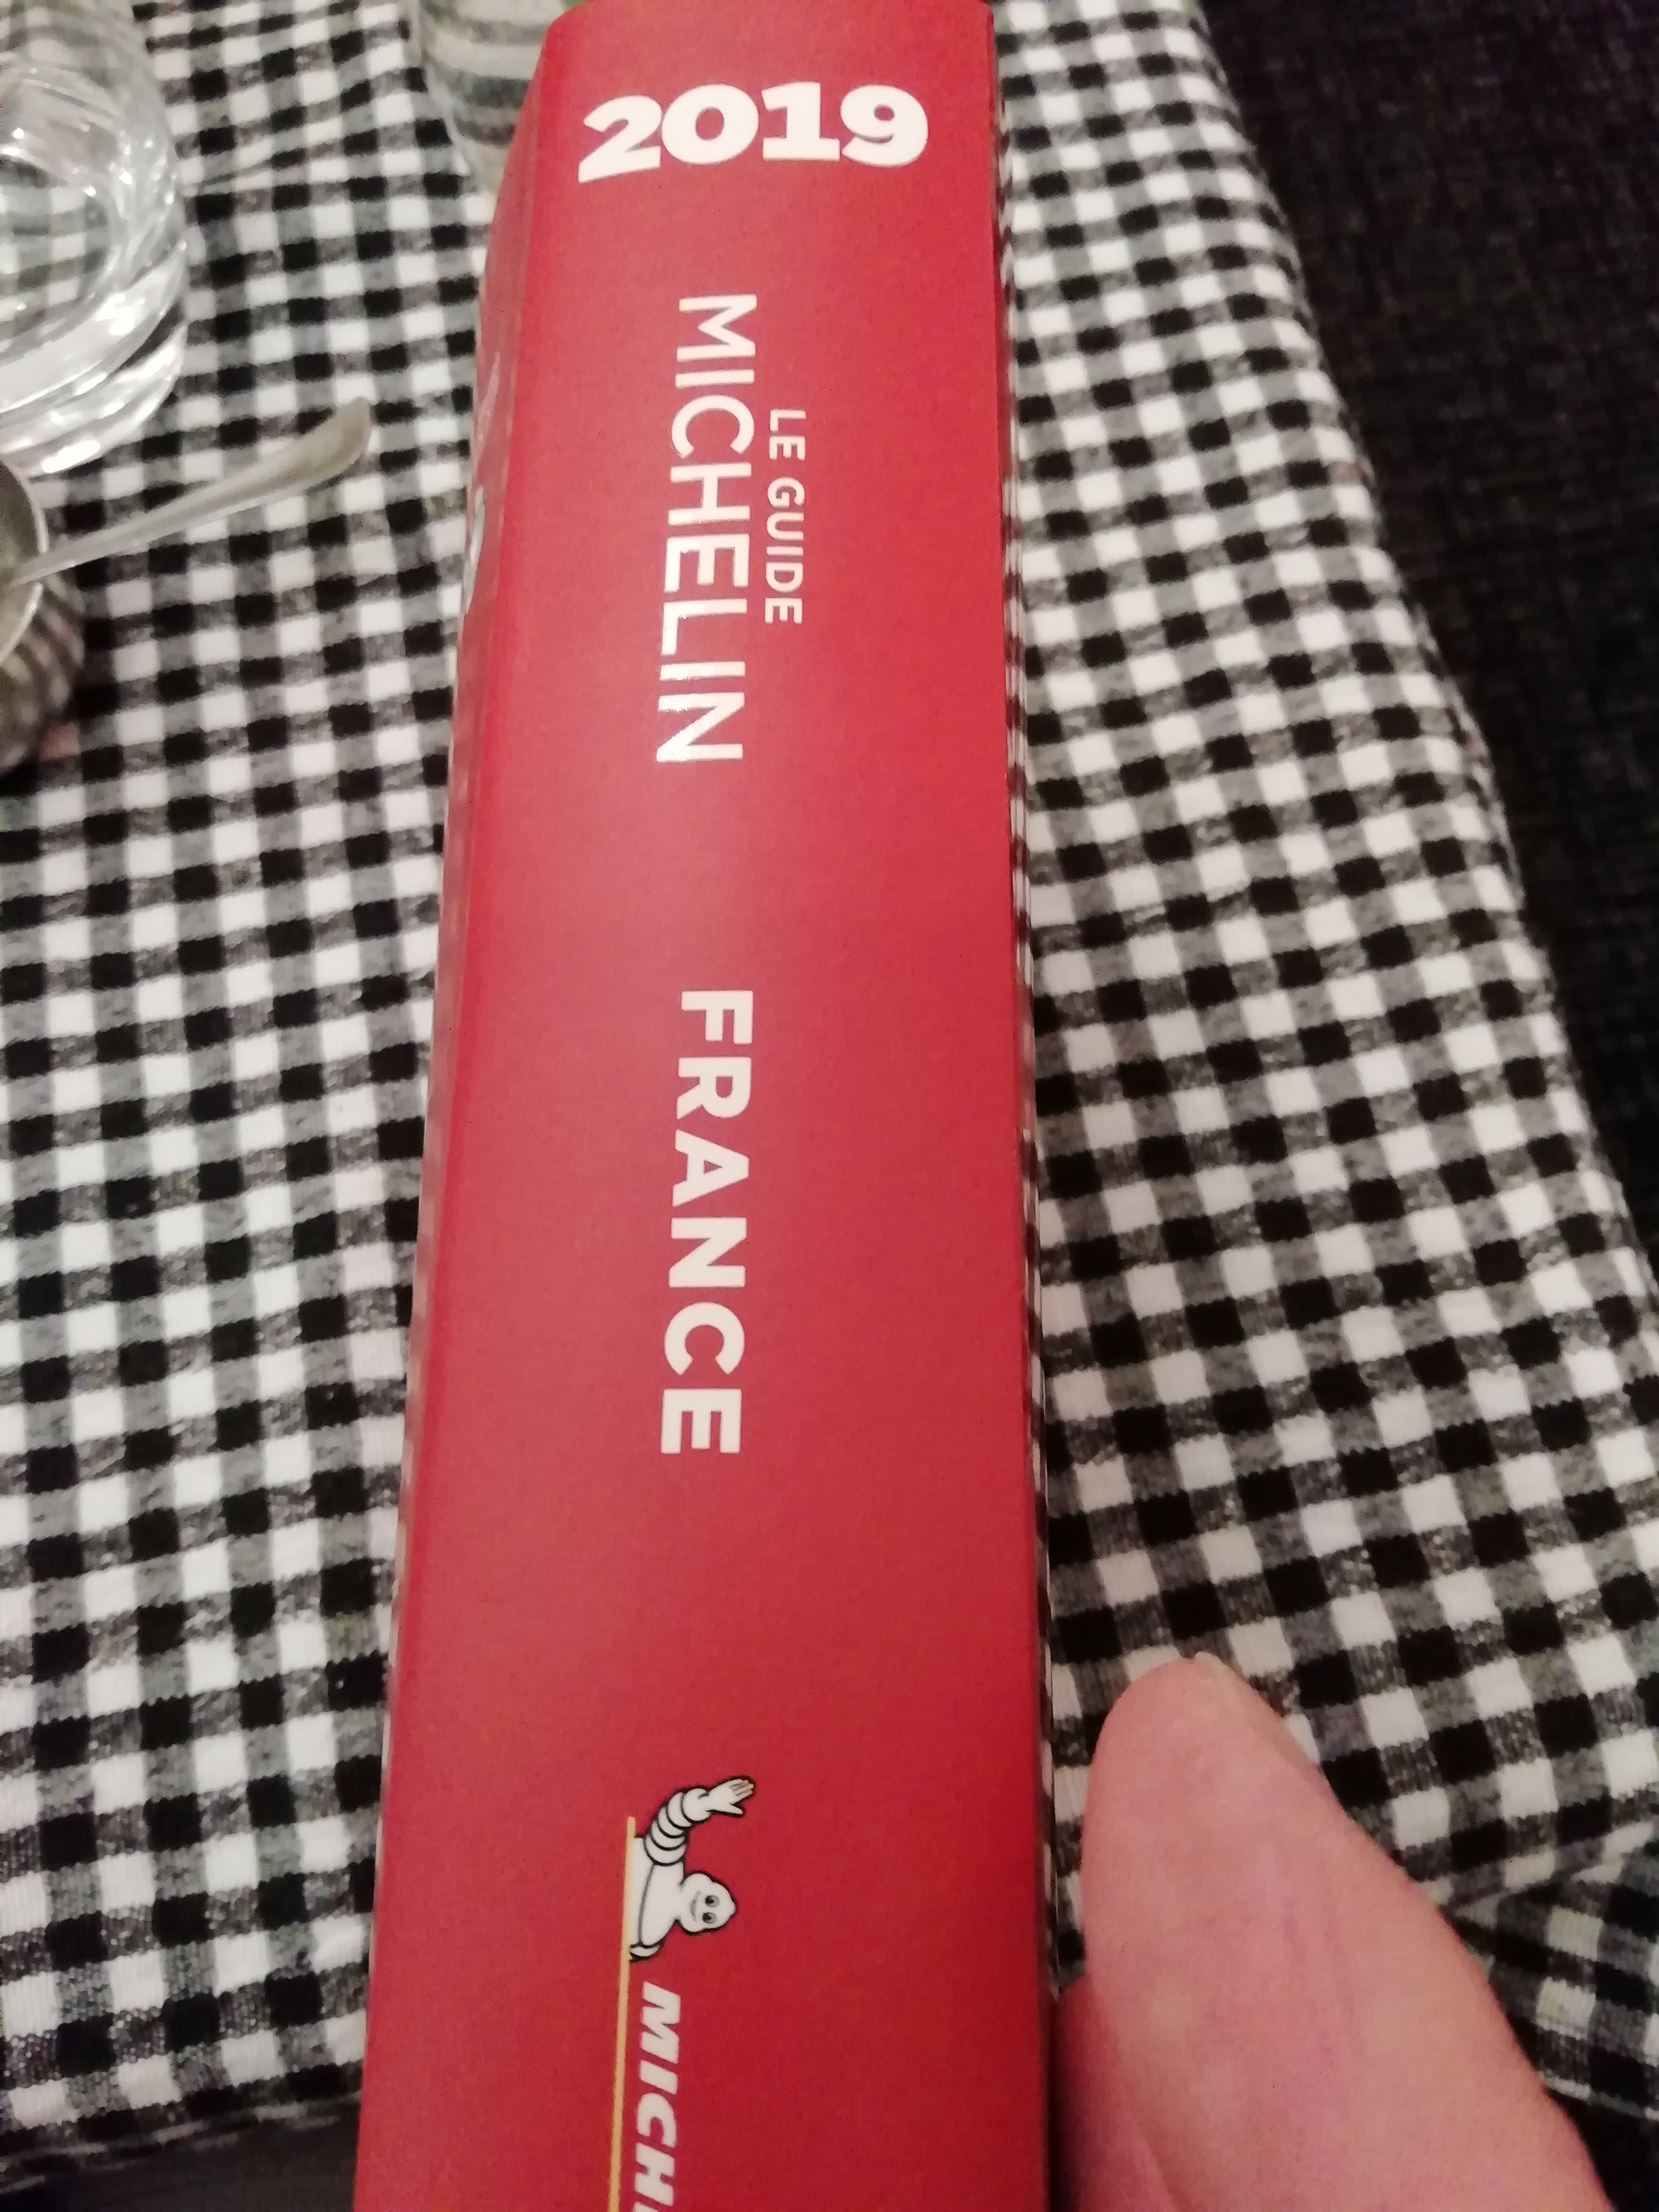 2019
LE GUIDE
MICHELIN
FRANCE